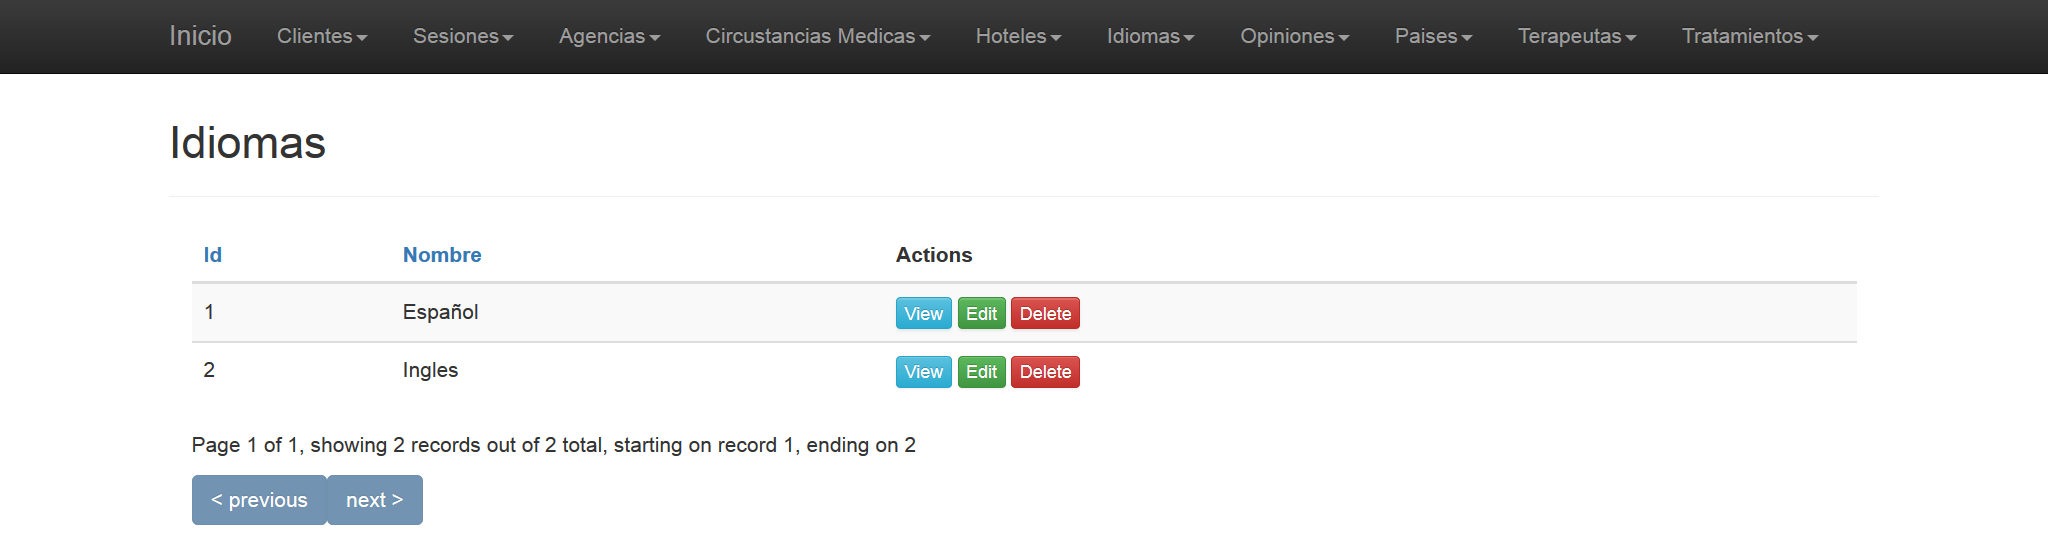 Inicio Clientes Sesiones Agencias Circustancias Medicas Hoteles Idiomas Opiniones Paises Terapeutas Tratamientos
Idiomas
Id Nombre Actions
1 Español View Edit Delete
2 Ingles View Edit Delete
Page 1 of 1, showing 2 records out of 2 total, starting on record 1, ending on 2
< previous next >